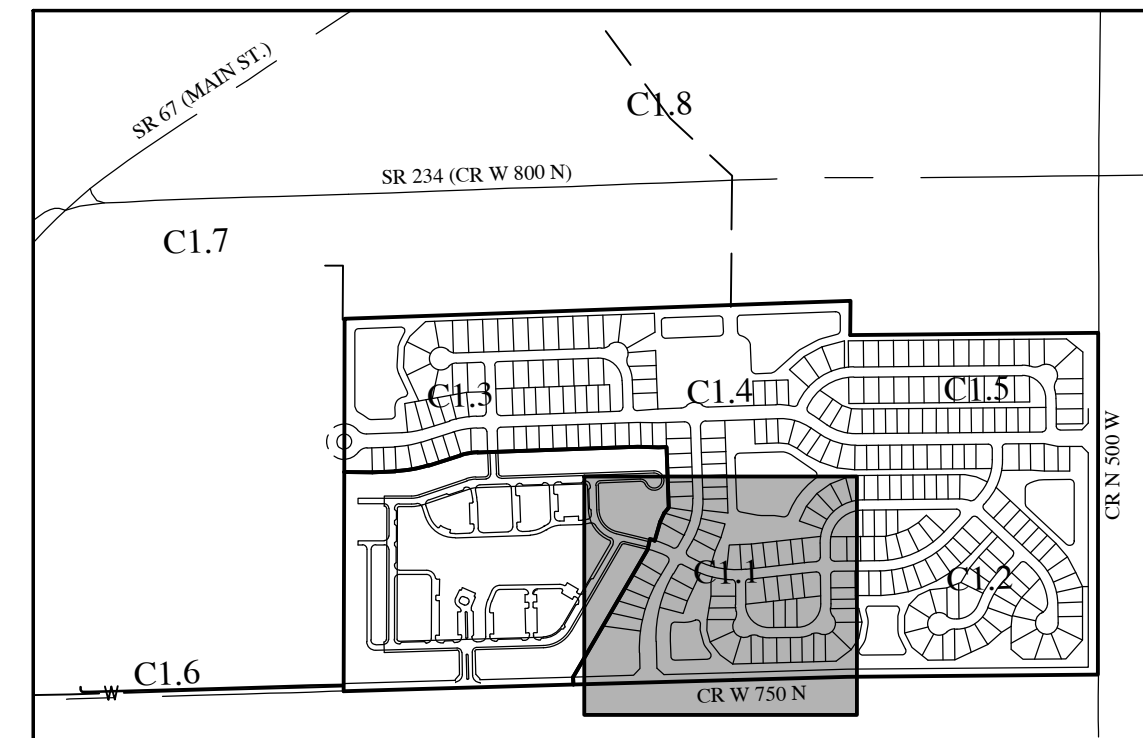 SR 67 (MAIN ST.)
C1.8
SR 234 (CR W 800 N)
C1.7
C1.3
C1.4
C1.5
CR N 500 W
C1.1
C1.2
C1.6
W
CR W 750 N